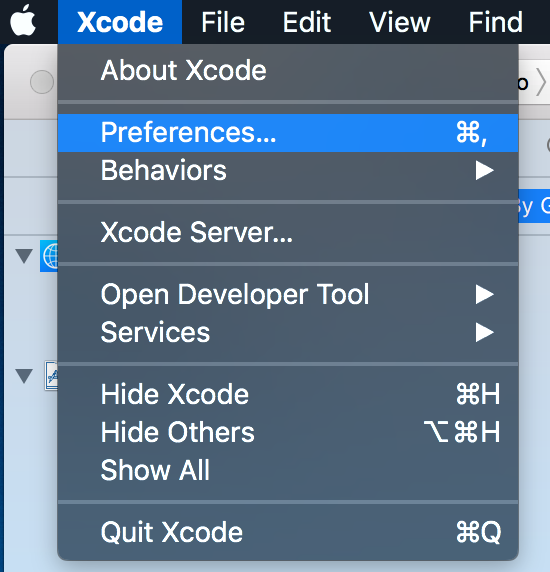 Xcode File Edit View Find
About Xcode
Preferences... ⌘,
Behaviors ▶
Xcode Server...
Open Developer Tool ▶
Services ▶
Hide Xcode ⌘H
Hide Others ⌥⌘H
Show All
Quit Xcode ⌘Q